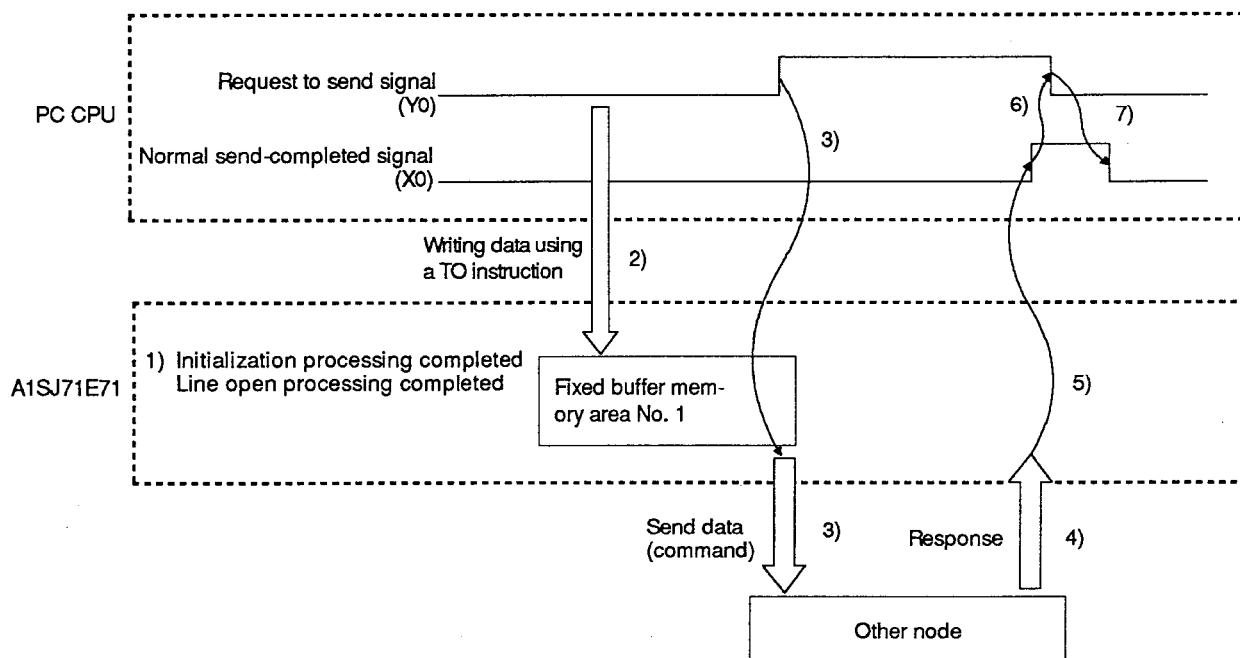 PC CPU
Request to send signal
(Y0)
Normal send-completed signal
(X0)
3)
6)
7)
Writing data using
a TO instruction
2)
A1SJ71E71
1) Initialization processing completed
Line open processing completed
Fixed buffer mem-
ory area No. 1
5)
Send data
(command)
3)
Response
4)
Other node